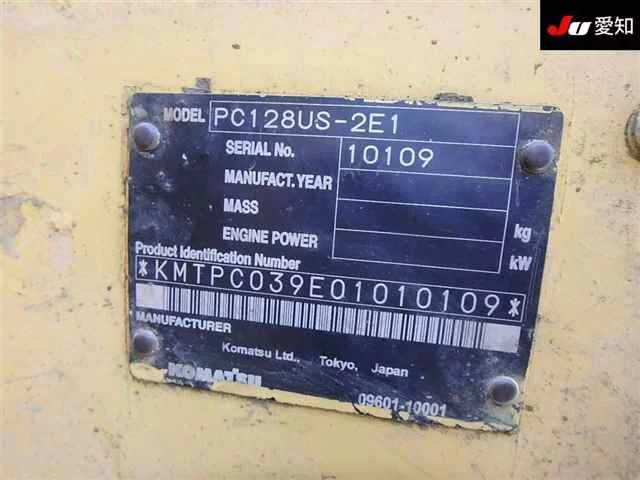 JU 愛知
MODEL PC128US-2E1
SERIAL No. 10109
MANUFACT.YEAR
MASS kg
ENGINE POWER kW
Product Identification Number
*KMTPC039E01010109*
MANUFACTURER
Komatsu Ltd., Tokyo, Japan
KOMATSU
09601-10001